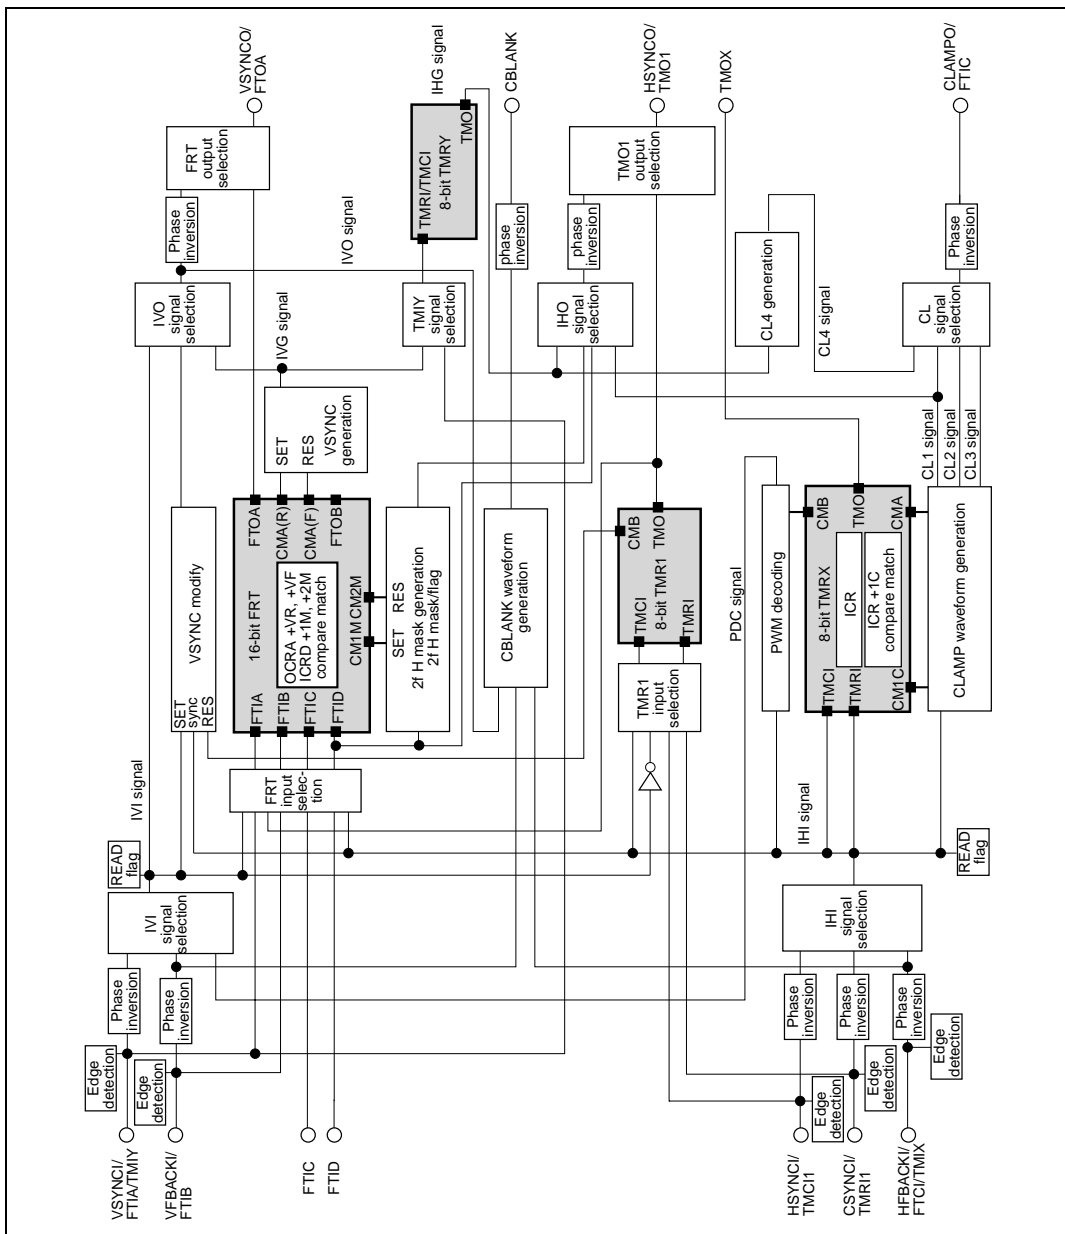 VSYNCO/
FTOA
IHG signal
CBLANK
HSYNCO/
TMO1
TMOX
CLAMPO/
FTIC
FRT
output
selection
TMO
TMRI/TMCI
8-bit TMRY
TMO1
output
selection
Phase
inversion
IVO signal
phase
inversion
phase
inversion
Phase
inversion
IVO
signal
selection
IVG signal
TMIY
signal
selection
IHO
signal
selection
CL4 generation
CL4 signal
CL
signal
selection
SET
RES
VSYNC
generation
CL1 signal
CL2 signal
CL3 signal
VSYNC modify
SET
sync
RES
FTOA
CMA(R)
CMA(F)
FTOB
16-bit FRT
OCRA +VR, +VF
ICRD +1M, +2M
compare match
CM1M CM2M
FTIA
FTIB
FTIC
FTID
SET
RES
2f H mask generation
2f H mask/flag
CBLANK waveform
generation
CMB
TMO
8-bit TMR1
TMCI
TMRI
PDC signal
PWM decoding
CMB
TMO
CMA
8-bit TMRX
ICR
ICR +1C
compare match
TMCI
TMRI
CM1C
CLAMP waveform generation
TMR1
input
selection
FRT
input
selec-
tion
IVI signal
IHI signal
READ
flag
READ
flag
IVI
signal
selection
IHI
signal
selection
Phase
inversion
Phase
inversion
Phase
inversion
Phase
inversion
Phase
inversion
Edge
detection
Edge
detection
Edge
detection
Edge
detection
Edge
detection
VSYNCI/
FTIA/TMIY
VFBACKI/
FTIB
FTIC
FTID
HSYNCI/
TMCI1
CSYNCI/
TMRI1
HFBACKI/
FTCI/TMIX